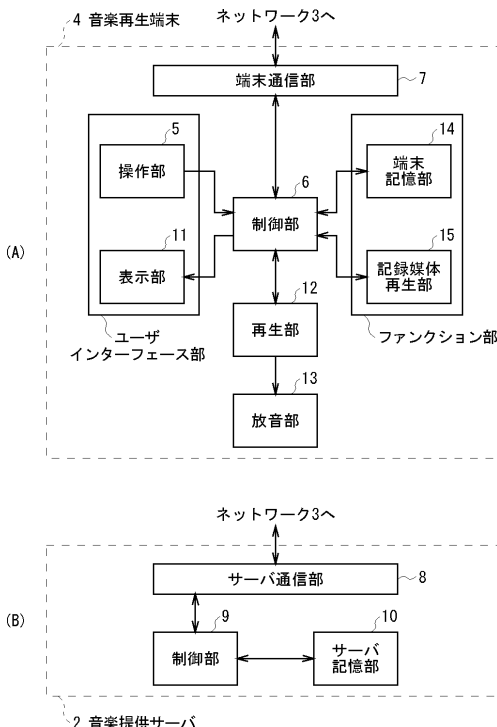 4 音楽再生端末
ネットワーク3へ
端末通信部
7
5
操作部
14
端末
記憶部
6
制御部
(A)
11
表示部
15
記録媒体
再生部
12
再生部
ユーザ
インターフェース部
ファンクション部
13
放音部
ネットワーク3へ
サーバ通信部
8
(B)
9
制御部
10
サーバ
記憶部
2 音楽提供サーバ